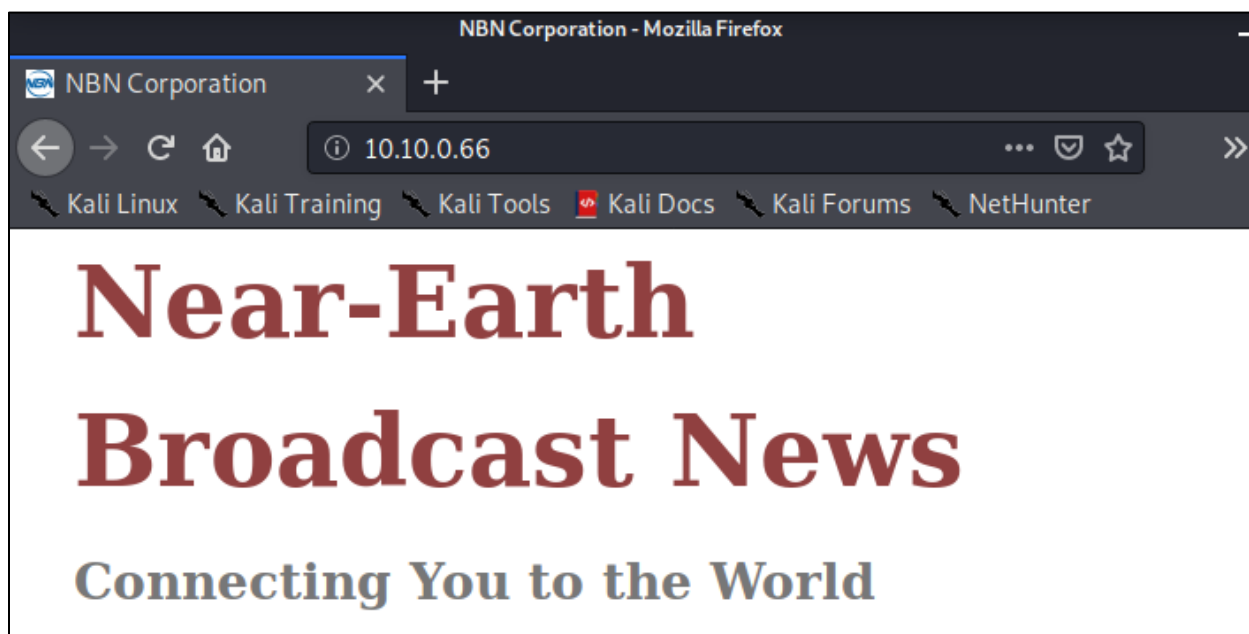 NBN Corporation - Mozilla Firefox
NBN Corporation
10.10.0.66
Kali Linux Kali Training Kali Tools Kali Docs Kali Forums NetHunter
Near-Earth
Broadcast News
Connecting You to the World